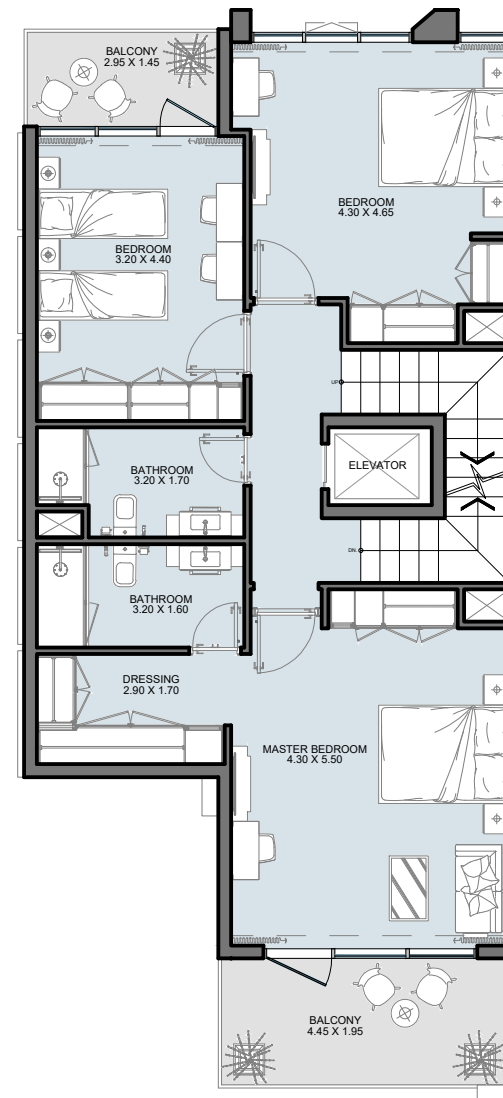 BALCONY
2.95 X 1.45
BEDROOM
4.30 X 4.65
BEDROOM
3.20 X 4.40
UP
ELEVATOR
BATHROOM
3.20 X 1.70
DN.
BATHROOM
3.20 X 1.60
DRESSING
2.90 X 1.70
MASTER BEDROOM
4.30 X 5.50
BALCONY
4.45 X 1.95